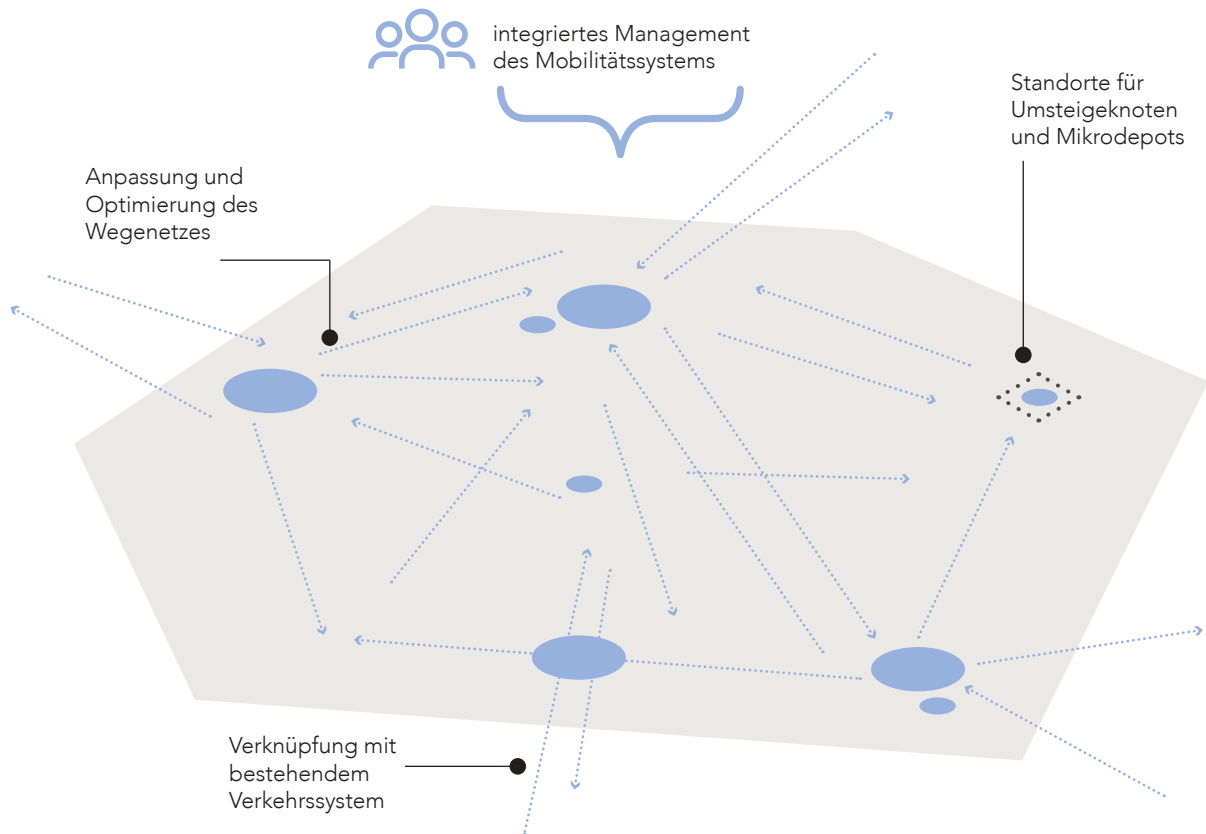 integriertes Management
des Mobilitätssystems
Standorte für
Umsteigeknoten
und Mikrodepots
Anpassung und
Optimierung des
Wegenetzes
Verknüpfung mit
bestehendem
Verkehrssystem